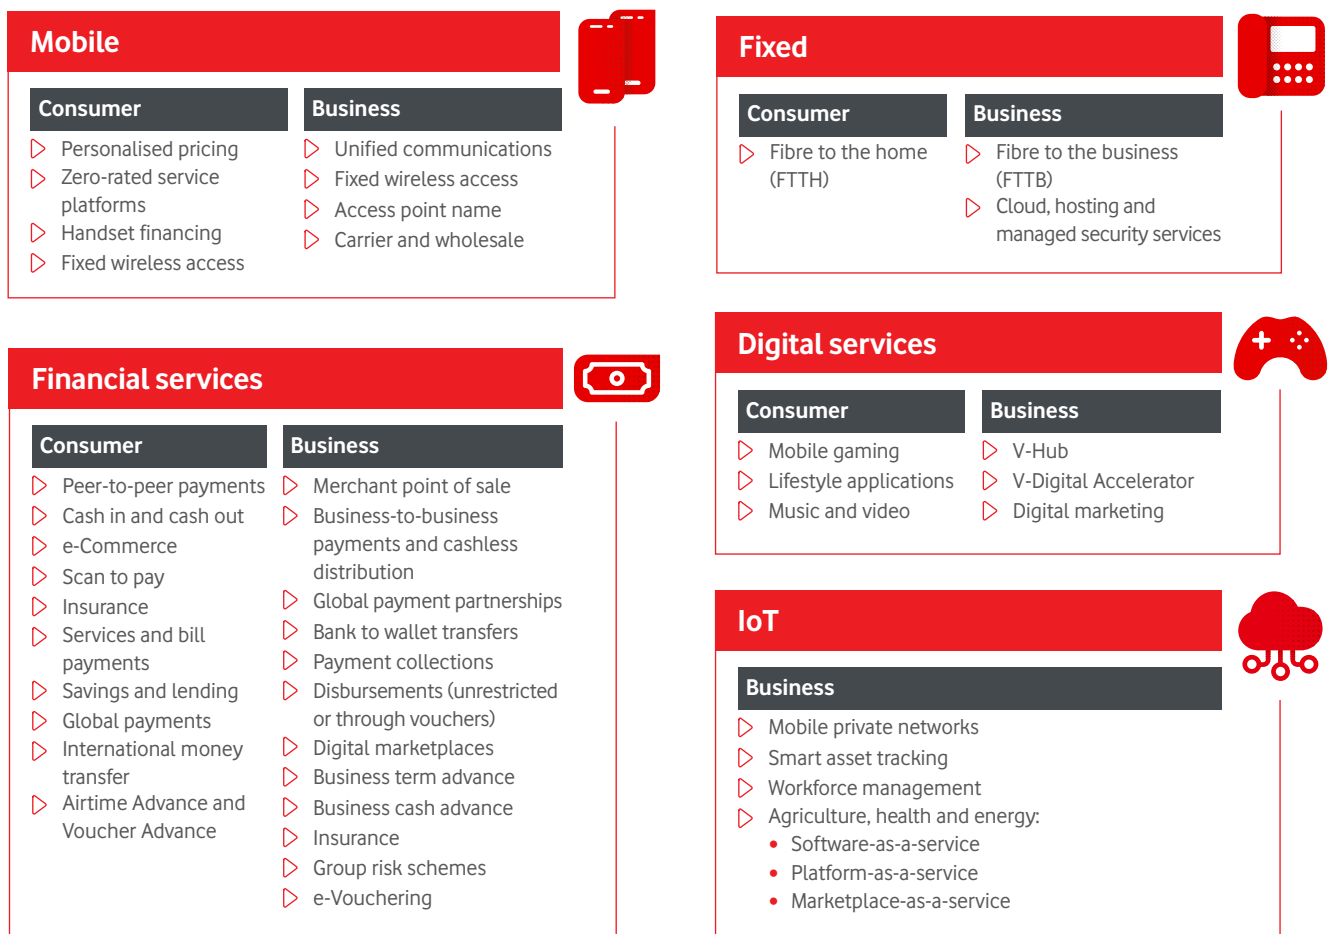 Mobile
Consumer
Personalised pricing
Zero-rated service
platforms
Handset financing
Fixed wireless access
Business
Unified communications
Fixed wireless access
Access point name
Carrier and wholesale
Fixed
Consumer
Fibre to the home
(FTTH)
Business
Fibre to the business
(FTTB)
Cloud, hosting and
managed security services
Financial services
Consumer
Peer-to-peer payments
Cash in and cash out
e-Commerce
Scan to pay
Insurance
Services and bill
payments
Savings and lending
Global payments
International money
transfer
Airtime Advance and
Voucher Advance
Business
Merchant point of sale
Business-to-business
payments and cashless
distribution
Global payment partnerships
Bank to wallet transfers
Payment collections
Disbursements (unrestricted
or through vouchers)
Digital marketplaces
Business term advance
Business cash advance
Insurance
Group risk schemes
e-Vouchering
Digital services
Consumer
Mobile gaming
Lifestyle applications
Music and video
Business
V-Hub
V-Digital Accelerator
Digital marketing
IoT
Business
Mobile private networks
Smart asset tracking
Workforce management
Agriculture, health and energy:
• Software-as-a-service
• Platform-as-a-service
• Marketplace-as-a-service